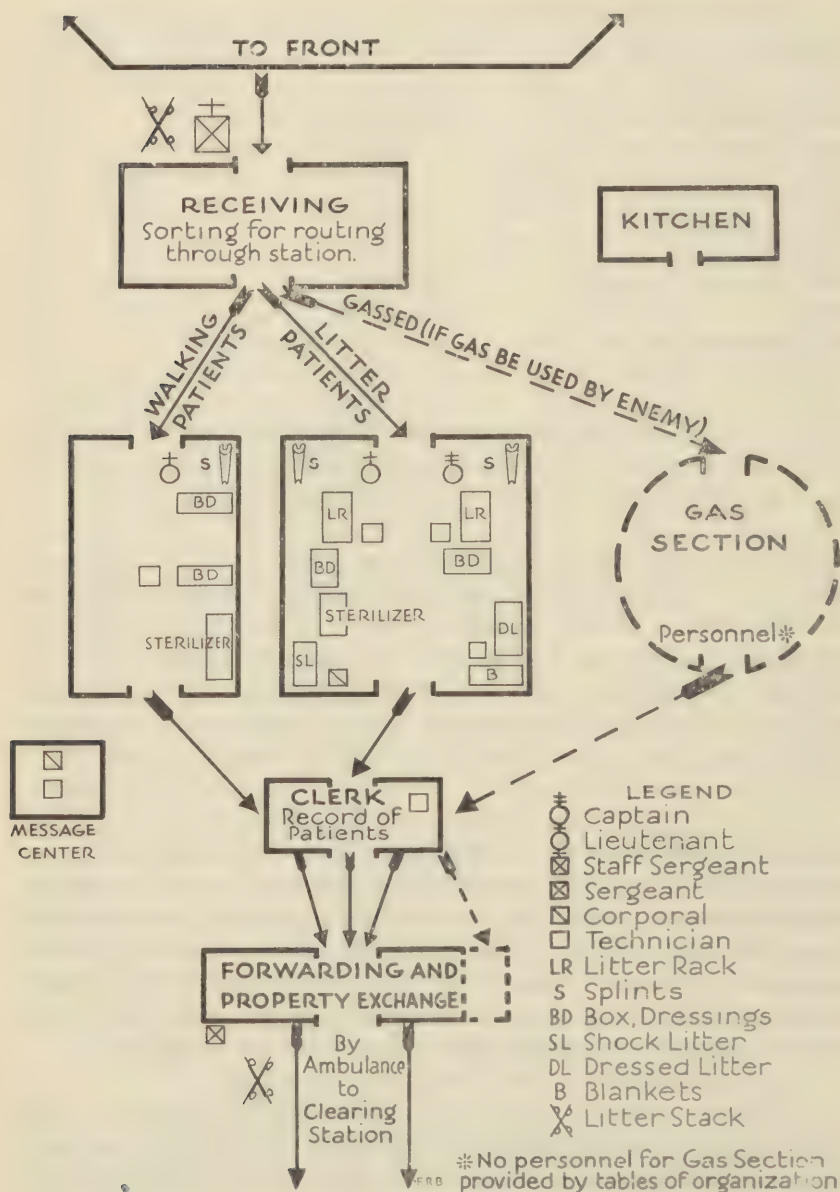 TO FRONT
RECEIVING
Sorting for routing
through station.
KITCHEN
WALKING
PATIENTS
LITTER
PATIENTS
GASSED (IF GAS BE USED BY ENEMY)
S
BD
BD
STERILIZER
S
S
LR
LR
BD
BD
STERILIZER
SL
DL
B
GAS
SECTION
Personnel*
MESSAGE
CENTER
CLERK
Record of
Patients
FORWARDING AND
PROPERTY EXCHANGE
By
Ambulance
to
Clearing
Station
LEGEND
Captain
Lieutenant
Staff Sergeant
Sergeant
Corporal
Technician
LR Litter Rack
S Splints
BD Box, Dressings
SL Shock Litter
DL Dressed Litter
B Blankets
Litter Stack
*No personnel for Gas Section
provided by tables of organization